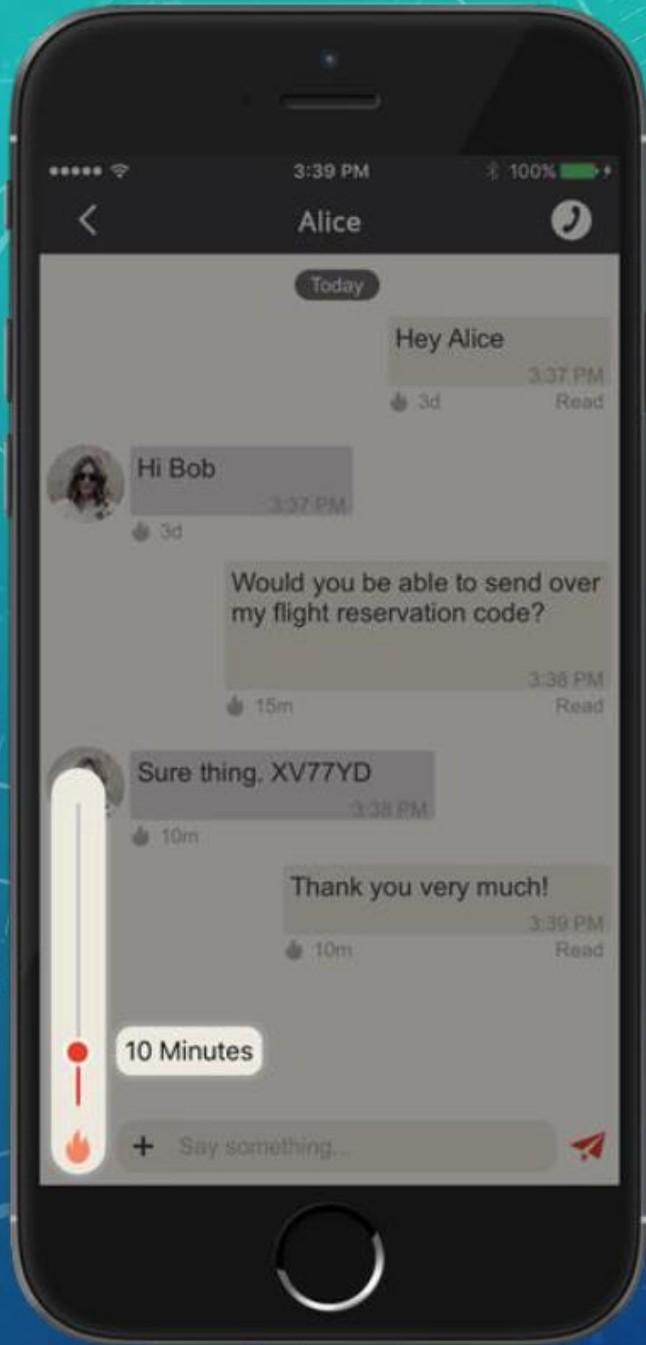 3:39 PM
100%
Alice
Today
Hey Alice
3:37 PM
3d
Read
Hi Bob
3:37 PM
3d
Would you be able to send over
my flight reservation code?
3:38 PM
15m
Read
Sure thing. XV77YD
3:38 PM
10m
Thank you very much!
3:39 PM
10m
Read
10 Minutes
+ Say something...